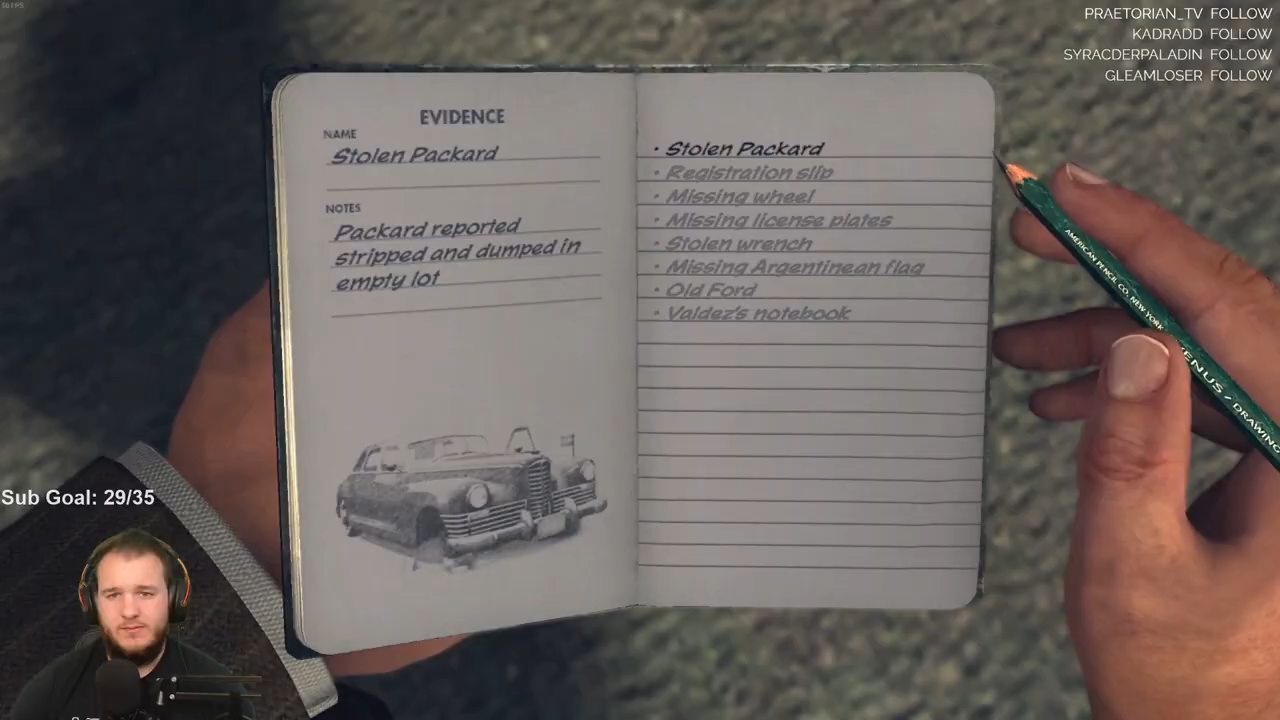 PRAETORIAN_TV FOLLOW
KADRADD FOLLOW
SYRACDERPALADIN FOLLOW
GLEAMLOSER FOLLOW
EVIDENCE
NAME
Stolen Packard
NOTES
Packard reported
stripped and dumped in
empty lot
• Stolen Packard
• Registration slip
• Missing wheel
• Missing license plates
• Stolen wrench
• Missing Argentinean flag
• Old Ford
• Valdez's notebook
AMERICAN PENCIL CO. NEW YORK
VENUS / DRAWING
Sub Goal: 29/35